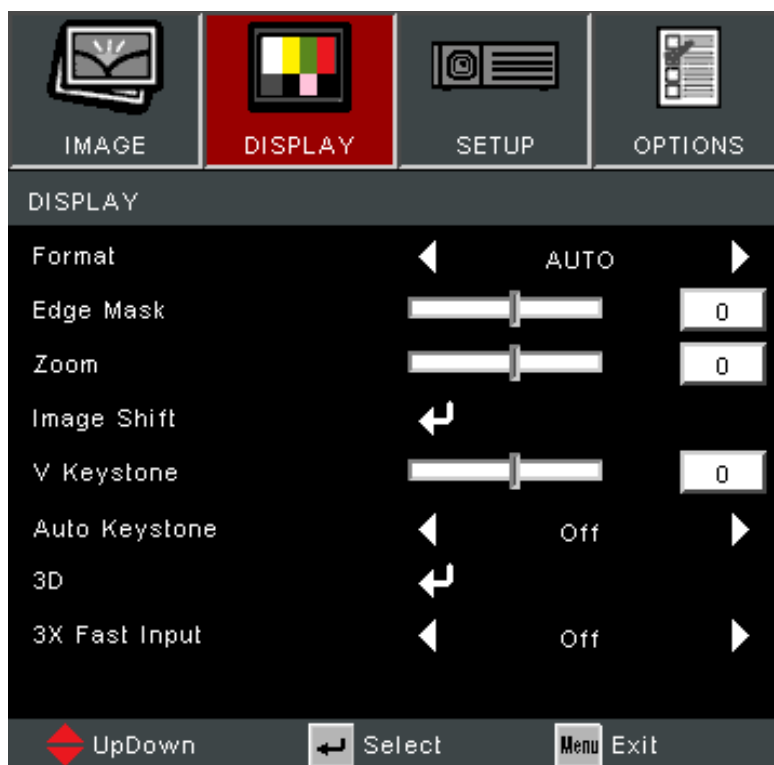 IMAGE DISPLAY SETUP OPTIONS
DISPLAY
Format AUTO
Edge Mask 0
Zoom 0
Image Shift
V Keystone 0
Auto Keystone Off
3D
3X Fast Input Off
UpDown Select Menu Exit